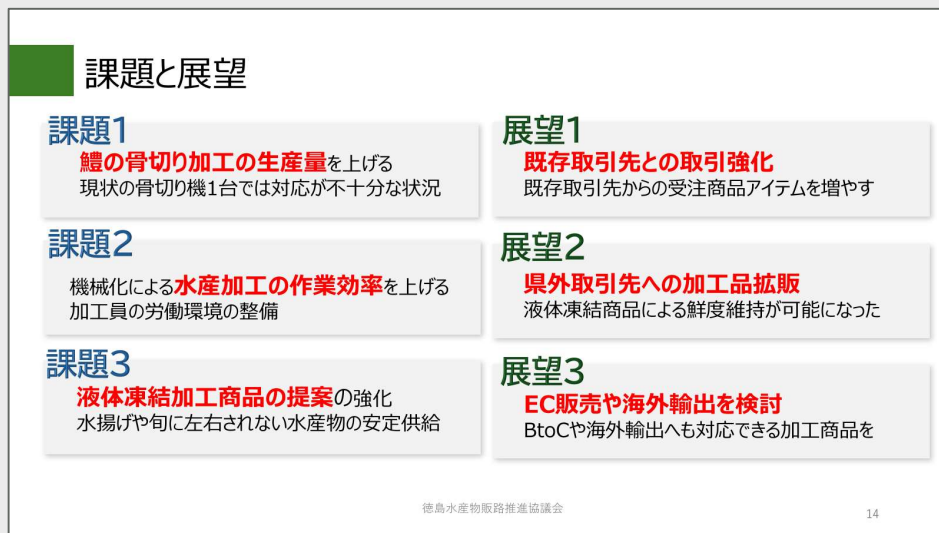 課題と展望
課題1
鱧の骨切り加工の生産量を上げる
現状の骨切り機1台では対応が不十分な状況
課題2
機械化による水産加工の作業効率を上げる
加工員の労働環境の整備
課題3
液体凍結加工商品の提案の強化
水揚げや旬に左右されない水産物の安定供給
展望1
既存取引先との取引強化
既存取引先からの受注商品アイテムを増やす
展望2
県外取引先への加工品拡販
液体凍結商品による鮮度維持が可能になった
展望3
EC販売や海外輸出を検討
BtoCや海外輸出へも対応できる加工商品を
徳島水産物販路推進協議会
14